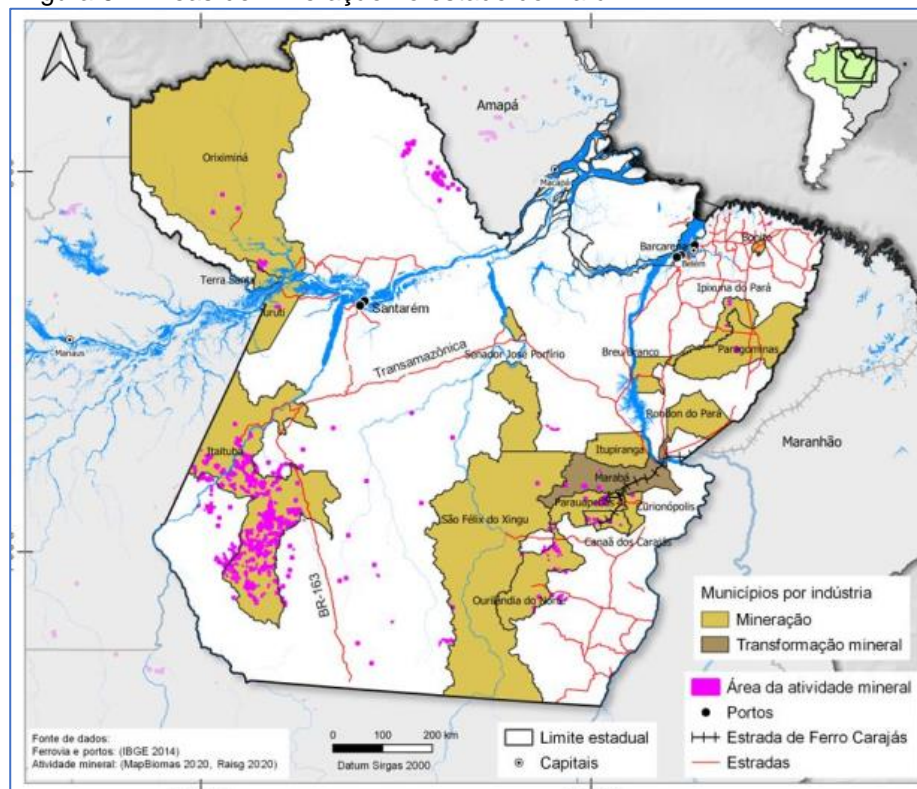 Amapá
Oriximiná
Macapá
Barcarena
Belém
Bonito
Terra Santa
Ipixuna do Pará
Juruti
Santarém
Manaus
Transamazônica
Senador José Porfírio
Breu Branco
Paragominas
Rondon do Pará
Maranhão
Itaituba
Itupiranga
Marabá
Parauapebas
Curionópolis
São Félix do Xingu
Canaã dos Carajás
BR-163
Ourilândia do Norte
Municípios por indústria
Mineração
Transformação mineral
Área da atividade mineral
Portos
Estrada de Ferro Carajás
Estradas
Limite estadual
Capitais
0 100 200 km
Datum Sirgas 2000
Fonte de dados:
Ferrovia e portos: (IBGE 2014)
Atividade mineral: (MapBiomas 2020, Raisg 2020)